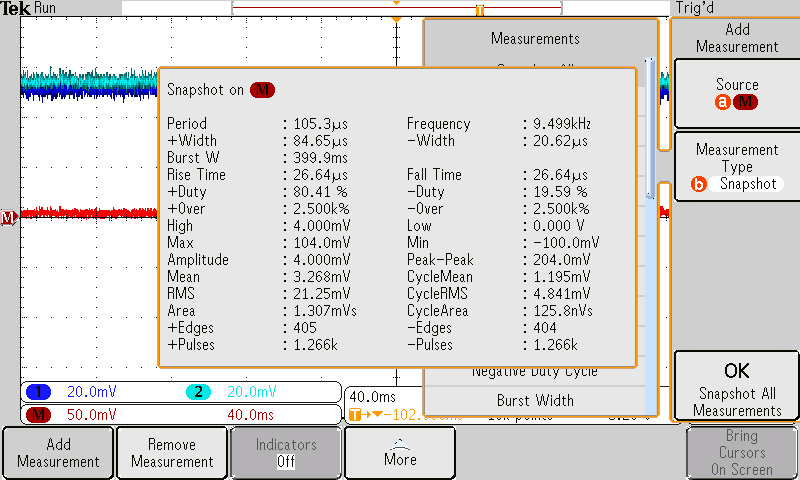 Tek Run
T
Trig'd
Measurements
Add
Measurement
Snapshot on M
Source
a M
Measurement
Type
b Snapshot
Period : 105.3µs Frequency : 9.499kHz
+Width : 84.65µs −Width : 20.62µs
Burst W : 399.9ms
Rise Time : 26.64µs Fall Time : 26.64µs
+Duty : 80.41 % −Duty : 19.59 %
+Over : 2.500k% −Over : 2.500k%
High : 4.000mV Low : 0.000 V
Max : 104.0mV Min : −100.0mV
Amplitude : 4.000mV Peak−Peak : 204.0mV
Mean : 3.268mV CycleMean : 1.195mV
RMS : 21.25mV CycleRMS : 4.841mV
Area : 1.307mVs CycleArea : 125.8nVs
+Edges : 405 −Edges : 404
+Pulses : 1.266k −Pulses : 1.266k
M
Negative Duty Cycle
Burst Width
1 20.0mV 2 20.0mV
M 50.0mV 40.0ms
40.0ms
T
OK
Snapshot All
Measurements
Add
Measurement
Remove
Measurement
Indicators
Off
More
Bring
Cursors
On Screen